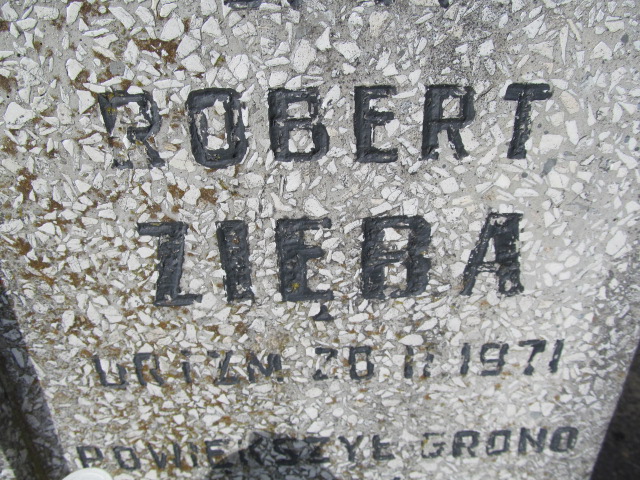 ROBERT
ZIĘBA
UR I ZM 20 11 1971
POWIĘKSZYŁ GRONO